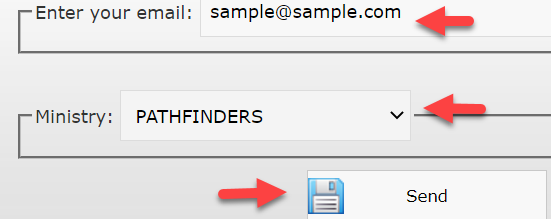 Enter your email: sample@sample.com
Ministry: PATHFINDERS
Send